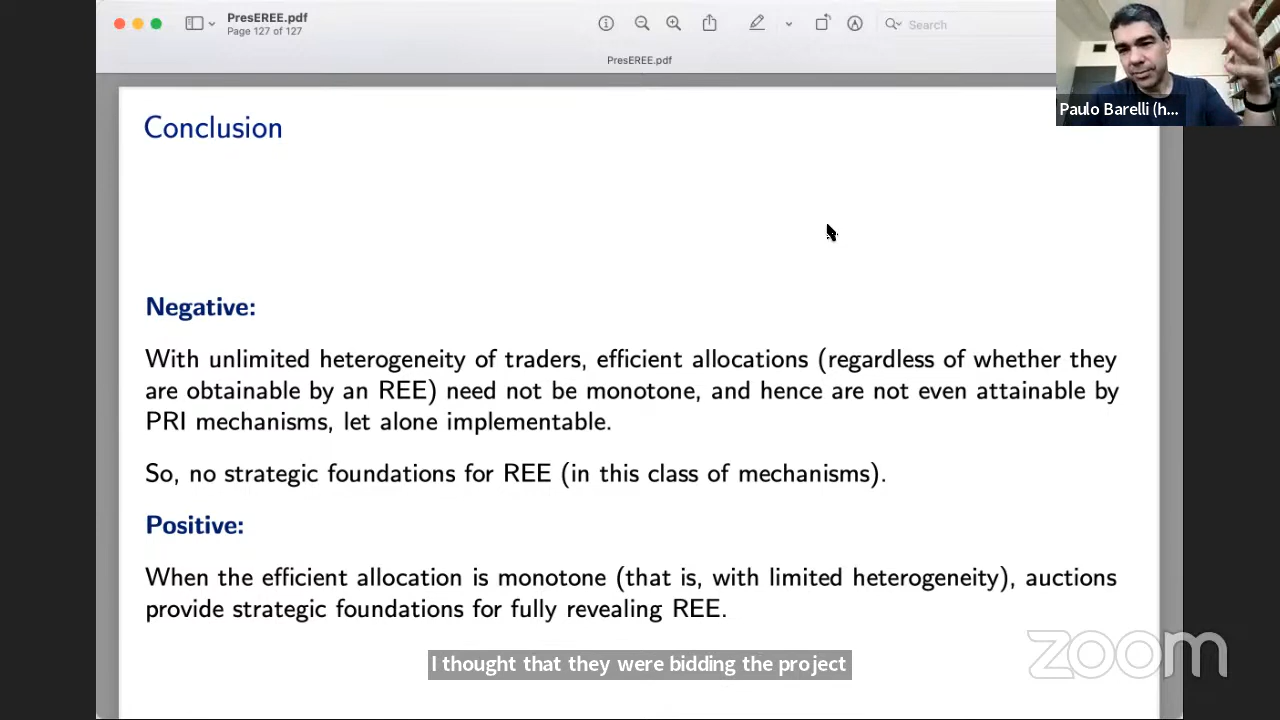 PresEREE.pdf
Page 127 of 127
Search
PresEREE.pdf
Paulo Barelli (h...
Conclusion
Negative:
With unlimited heterogeneity of traders, efficient allocations (regardless of whether they
are obtainable by an REE) need not be monotone, and hence are not even attainable by
PRI mechanisms, let alone implementable.
So, no strategic foundations for REE (in this class of mechanisms).
Positive:
When the efficient allocation is monotone (that is, with limited heterogeneity), auctions
provide strategic foundations for fully revealing REE.
I thought that they were bidding the project
zoom